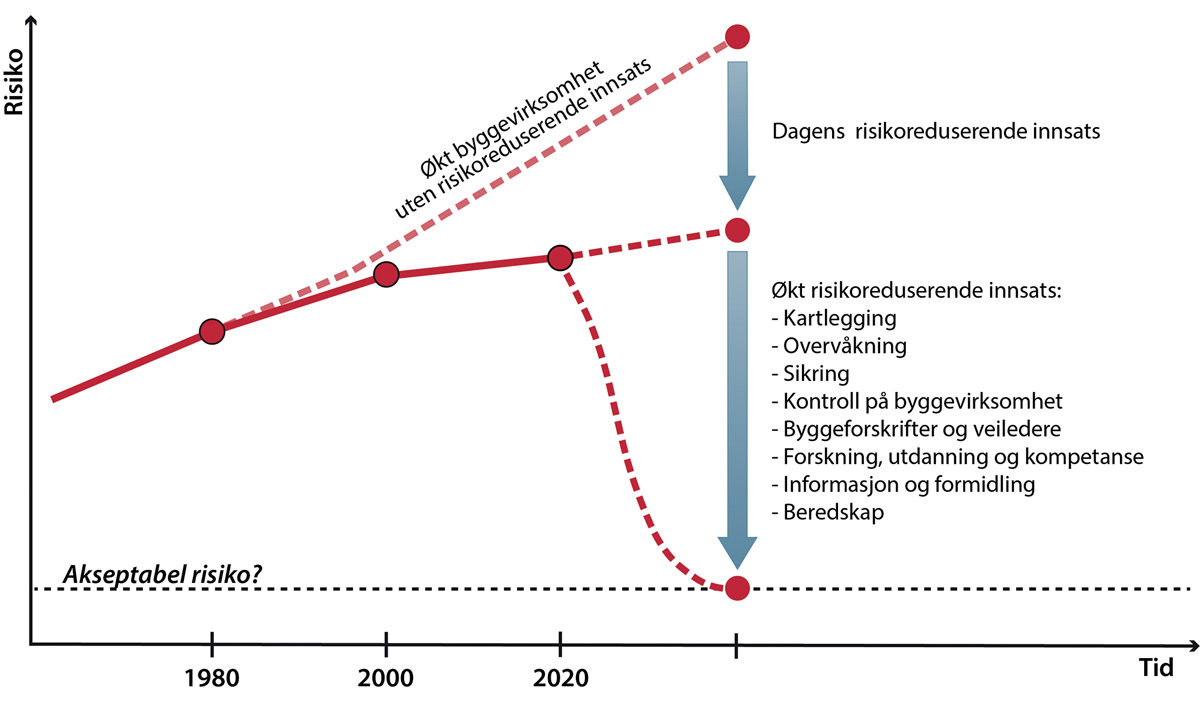 Risiko
Økt byggevirksomhet
uten risikoreduserende innsats
Dagens risikoreduserende innsats
Økt risikoreduserende innsats:
- Kartlegging
- Overvåkning
- Sikring
- Kontroll på byggevirksomhet
- Byggeforskrifter og veiledere
- Forskning, utdanning og kompetanse
- Informasjon og formidling
- Beredskap
Akseptabel risiko?
1980 2000 2020
Tid